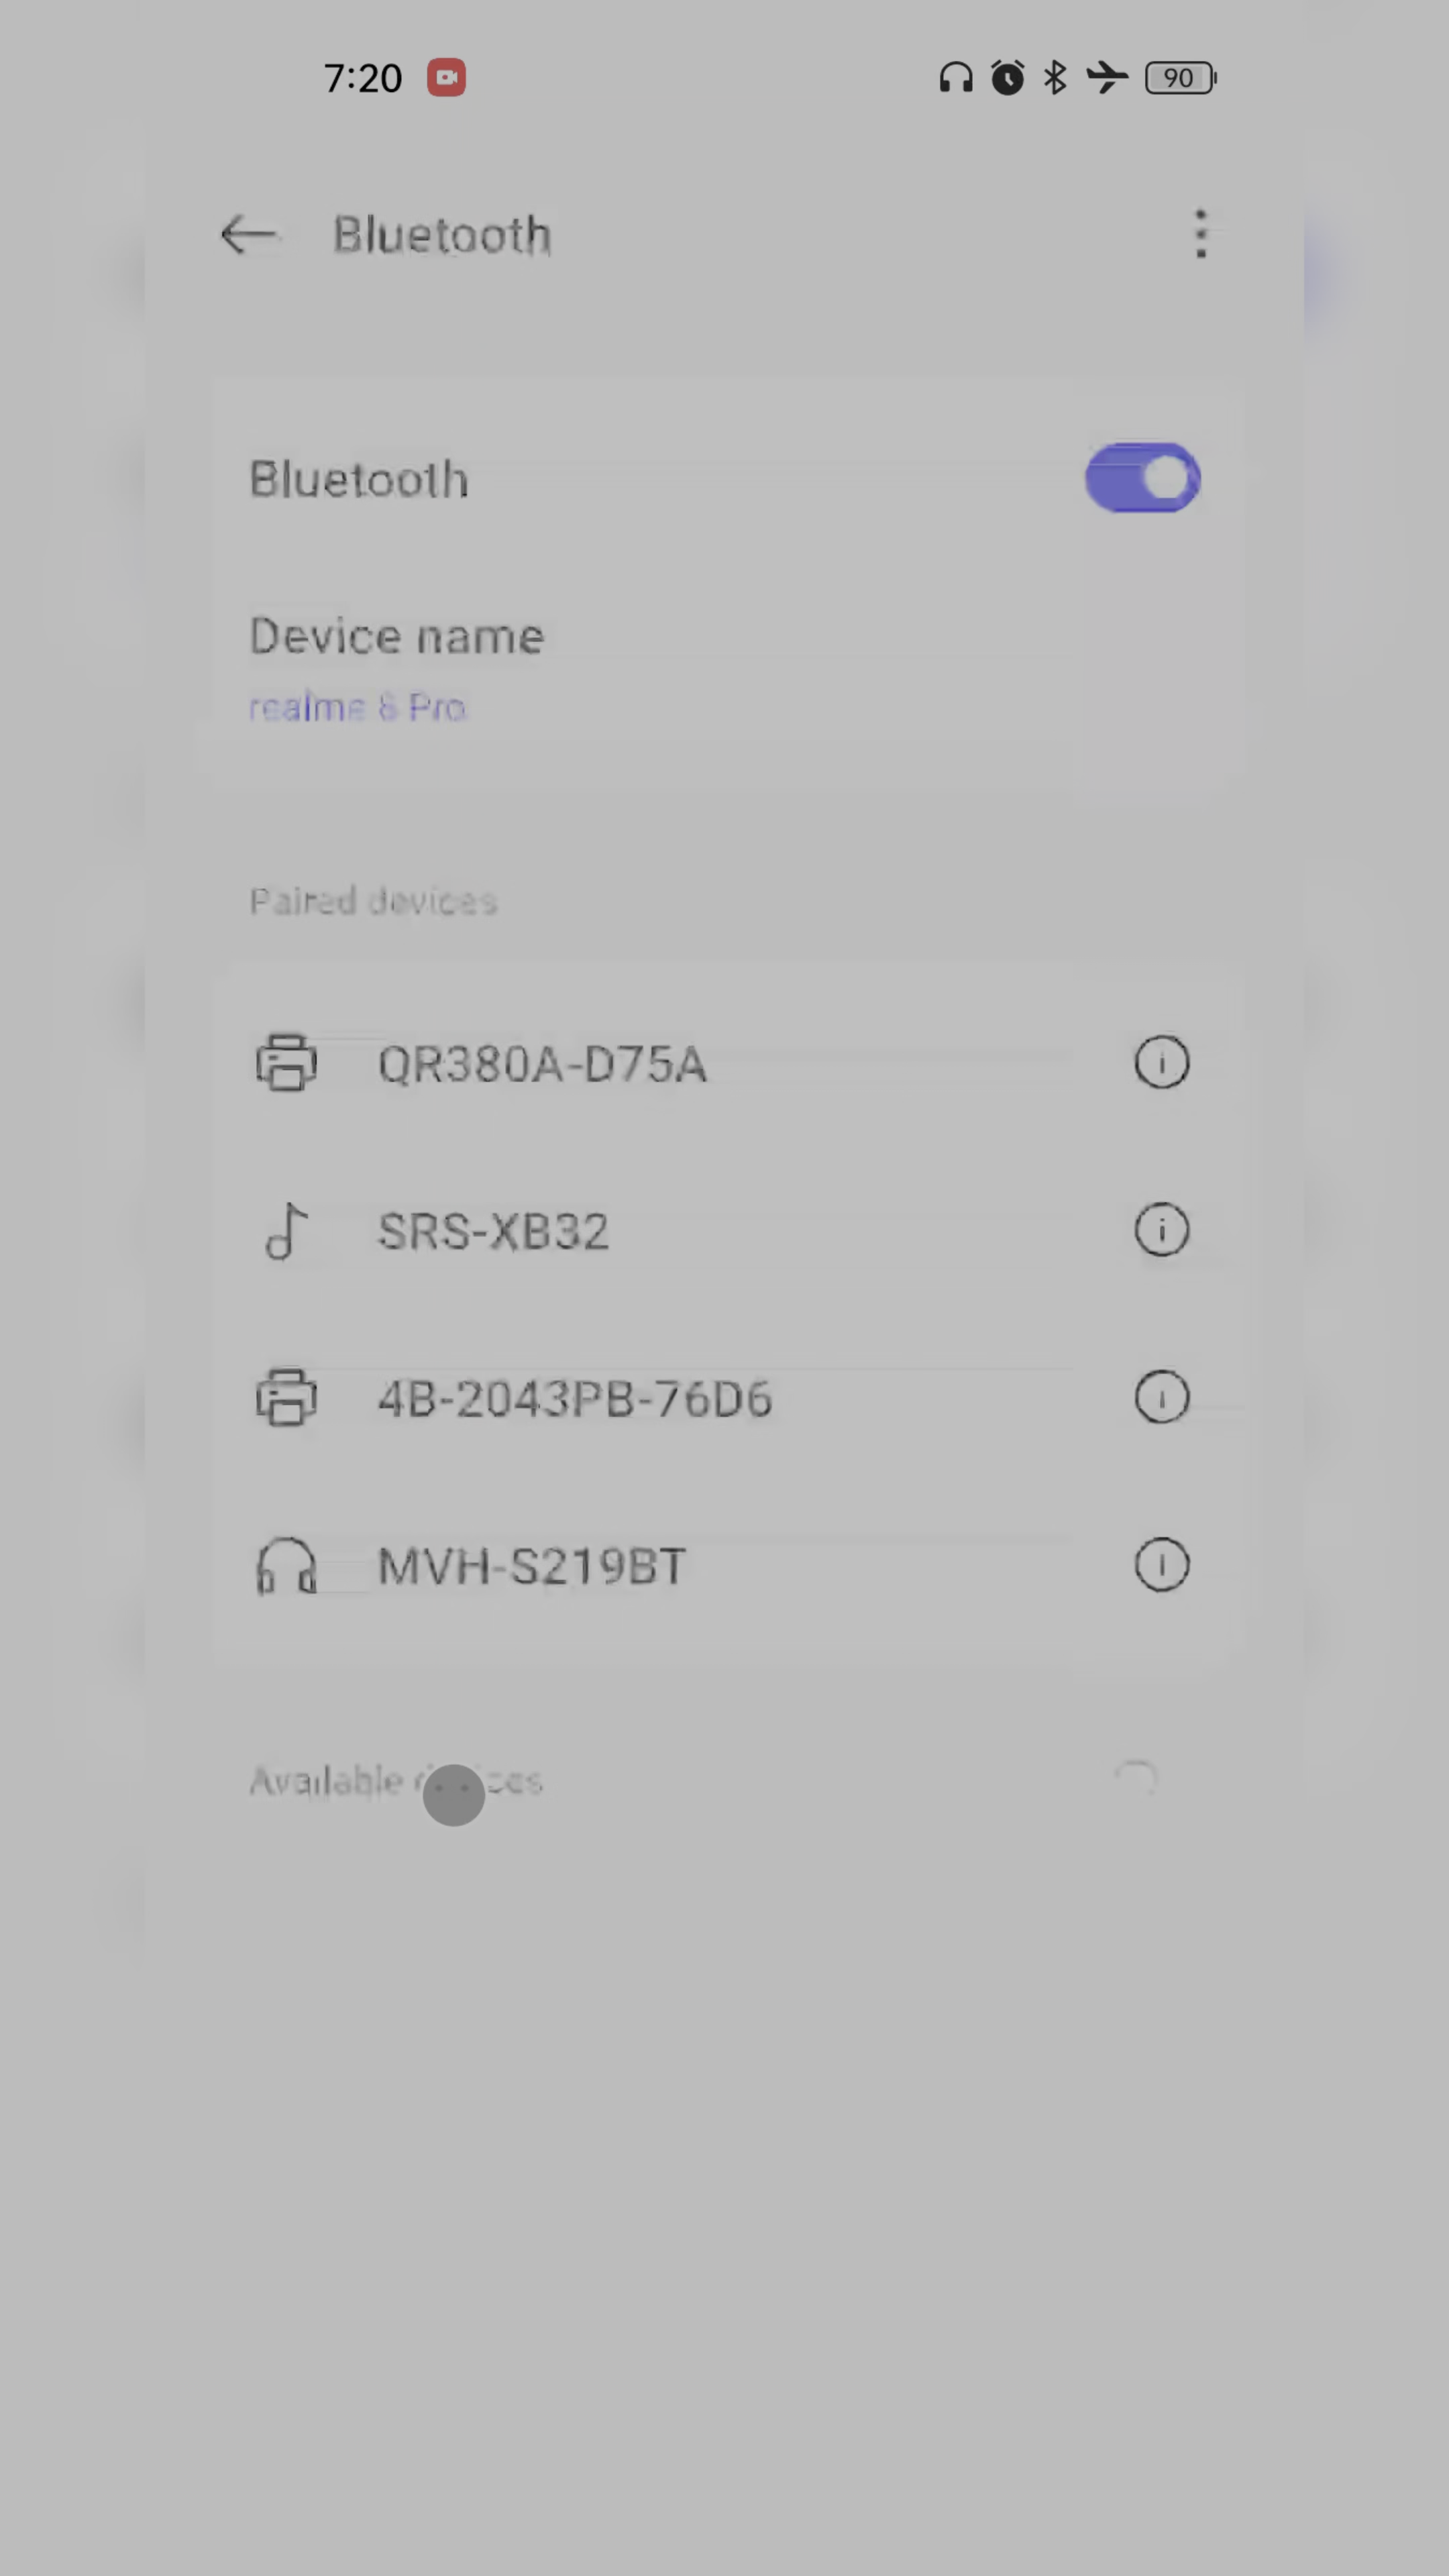 7:20
90
Bluetooth
Bluetooth
Device name
realme 8 Pro
Paired devices
QR380A-D75A
SRS-XB32
4B-2043PB-76D6
MVH-S219BT
Available